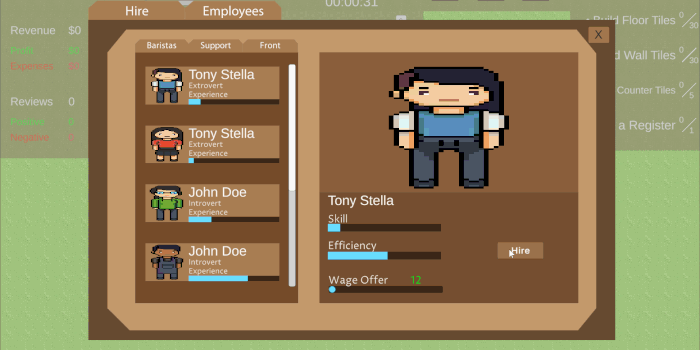 Hire
Employees
00:00:31
Revenue $0
Profit $0
Expenses $0
Reviews 0
Positive 0
Negative 0
Build Floor Tiles 0/30
d Wall Tiles 0/30
Counter Tiles 0/5
a Register 0/1
X
Baristas
Support
Front
Tony Stella
Extrovert
Experience
Tony Stella
Extrovert
Experience
John Doe
Introvert
Experience
John Doe
Introvert
Experience
Tony Stella
Skill
Efficiency
Hire
Wage Offer 12